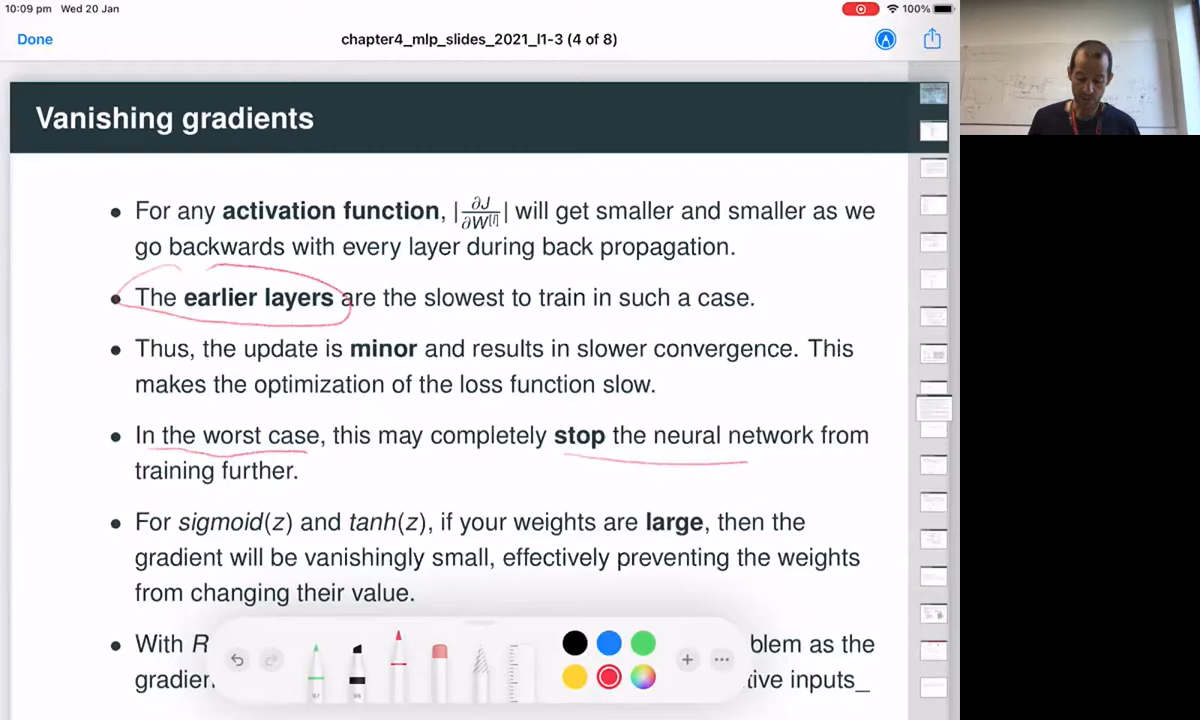 10:09 pm Wed 20 Jan
100%
Done
chapter4_mlp_slides_2021_l1-3 (4 of 8)
Vanishing gradients
• For any activation function, |∂J/∂W[l]| will get smaller and smaller as we
go backwards with every layer during back propagation.
• The earlier layers are the slowest to train in such a case.
• Thus, the update is minor and results in slower convergence. This
makes the optimization of the loss function slow.
• In the worst case, this may completely stop the neural network from
training further.
• For sigmoid(z) and tanh(z), if your weights are large, then the
gradient will be vanishingly small, effectively preventing the weights
from changing their value.
• With R blem as the
gradien tive inputs_
97